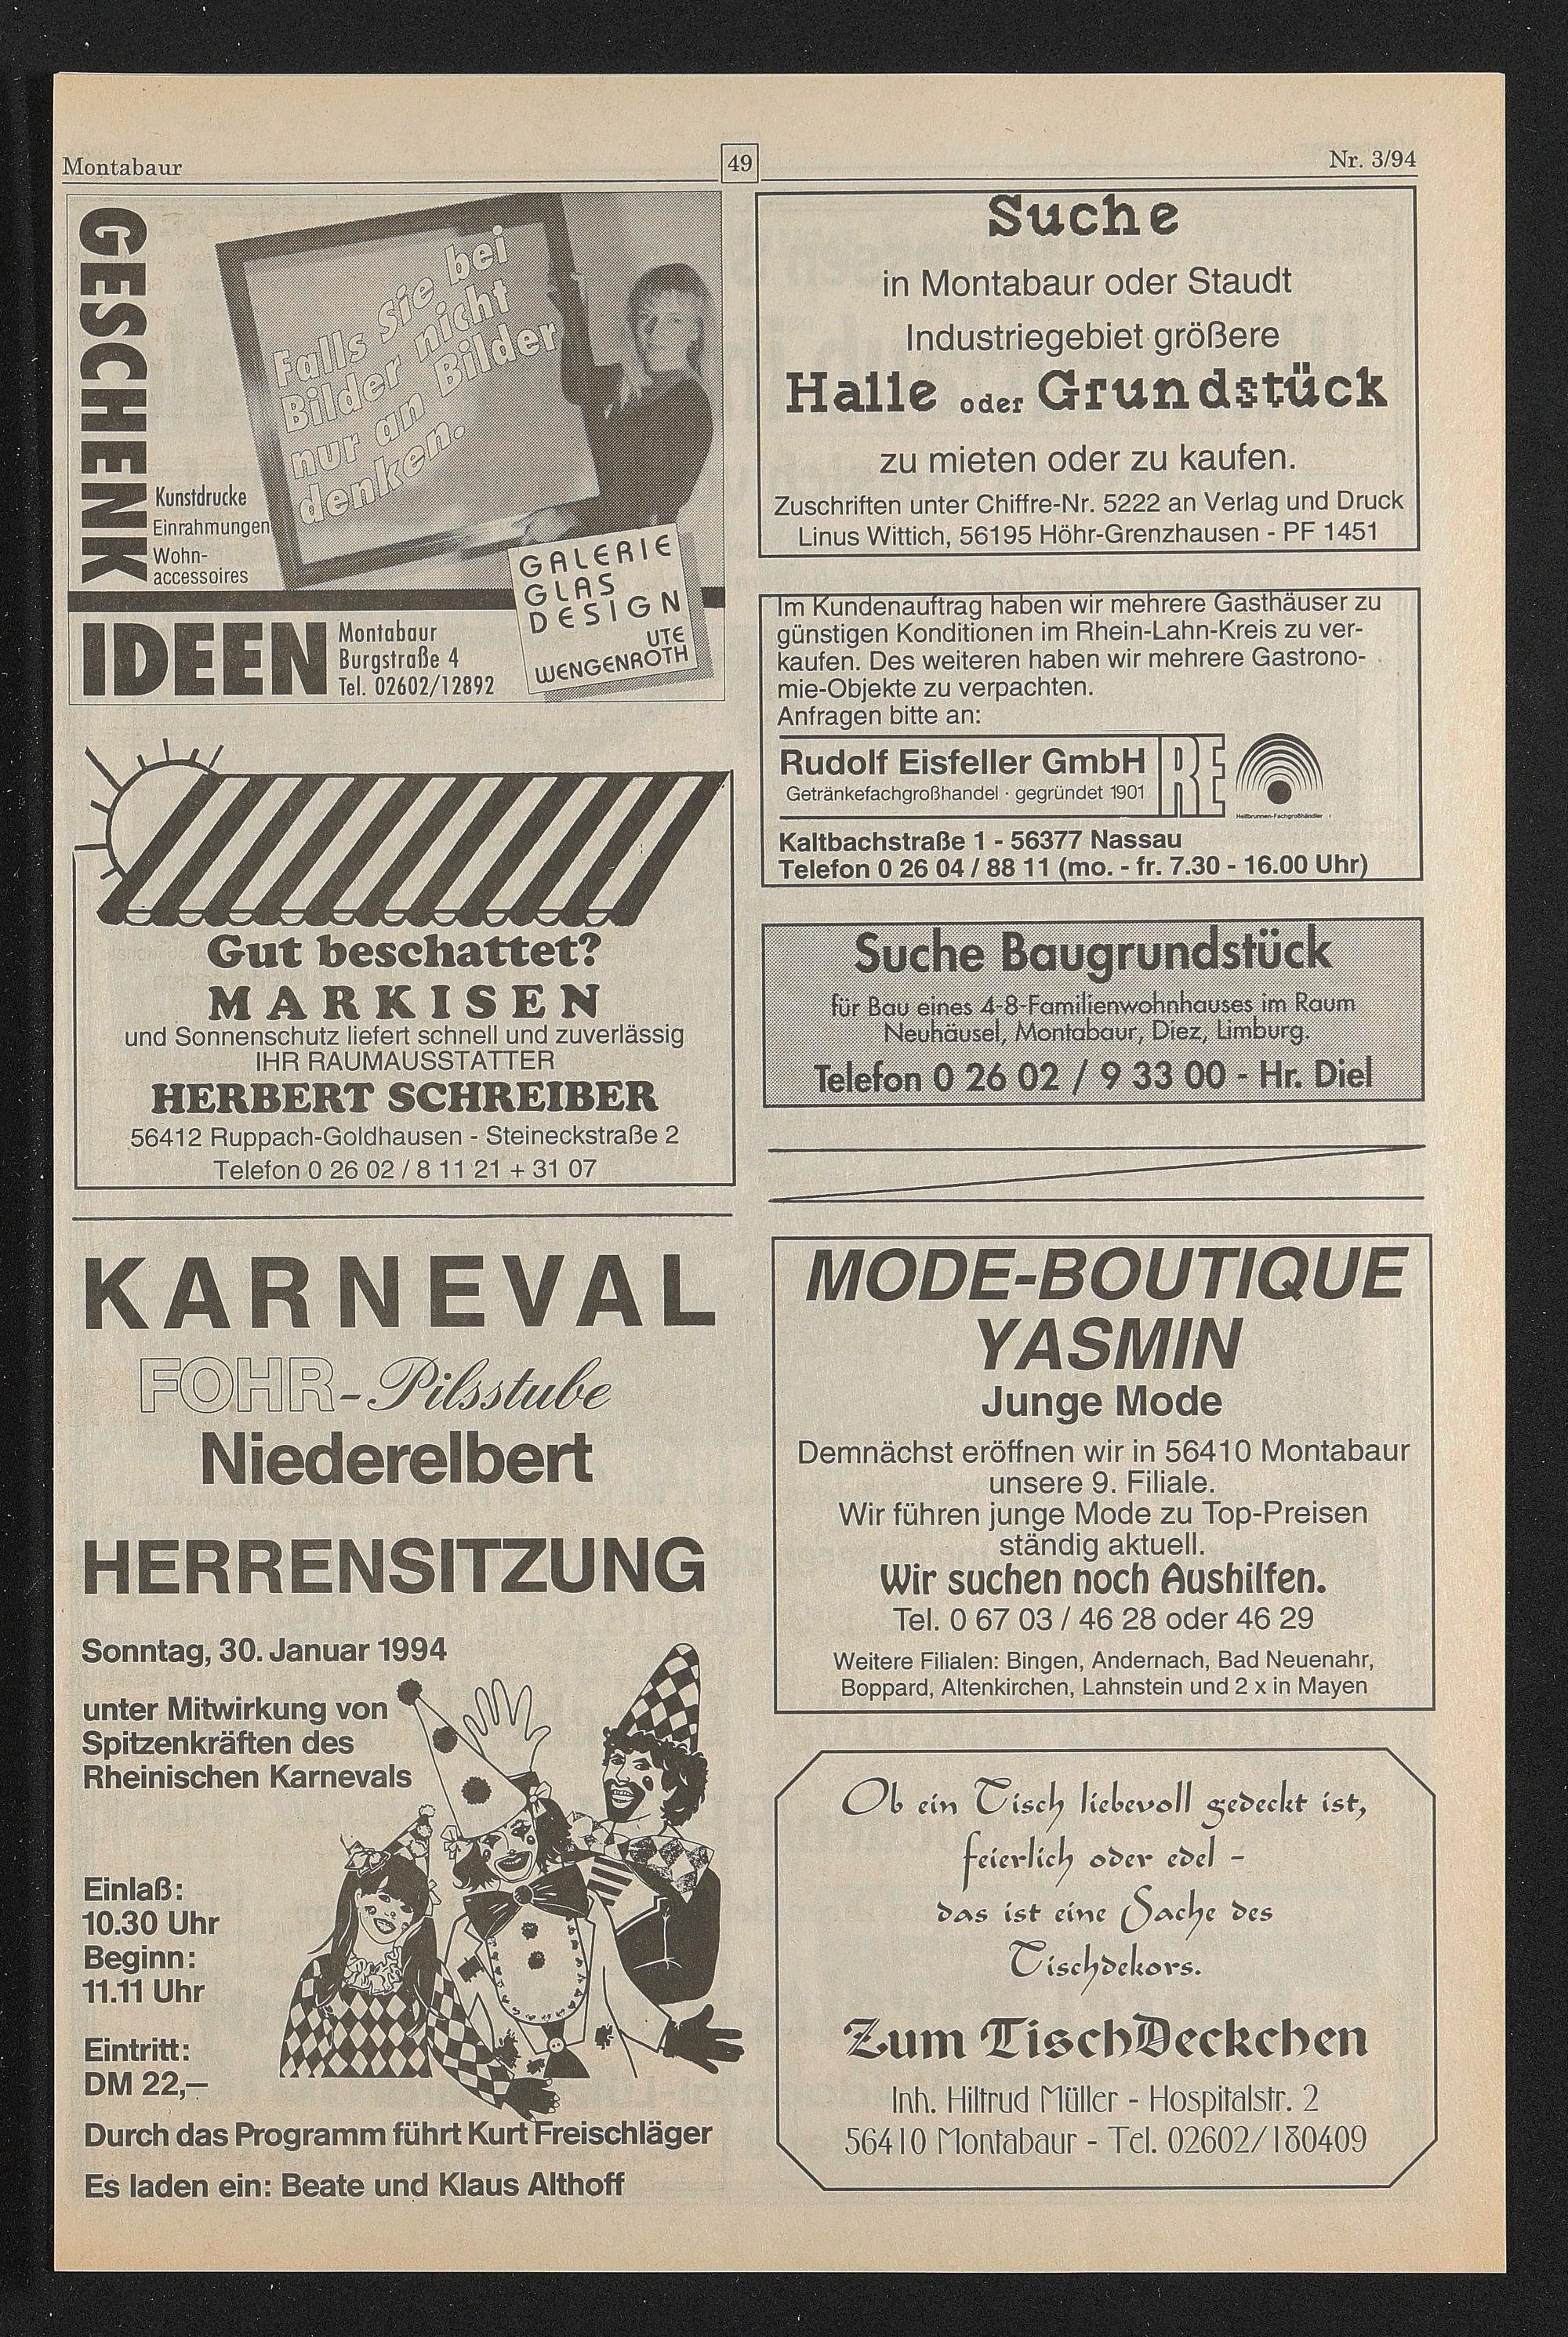 Montabaur
49
Nr. 3/94
GESCHENK
Falls Sie bei
Bilder nicht
nur an Bilder
denken.
Kunstdrucke
Einrahmungen
Wohn-
accessoires
IDEEN
Montabaur
Burgstraße 4
Tel. 02602/12892
GALERIE
GLAS
DESIGN
UTE
WENGENROTH
Gut beschattet?
MARKISEN
und Sonnenschutz liefert schnell und zuverlässig
IHR RAUMAUSSTATTER
HERBERT SCHREIBER
56412 Ruppach-Goldhausen - Steineckstraße 2
Telefon 0 26 02 / 8 11 21 + 31 07
KARNEVAL
FOHR-Pilsstube
Niederelbert
HERRENSITZUNG
Sonntag, 30. Januar 1994
unter Mitwirkung von
Spitzenkräften des
Rheinischen Karnevals
Einlaß:
10.30 Uhr
Beginn:
11.11 Uhr
Eintritt:
DM 22,—
Durch das Programm führt Kurt Freischläger
Es laden ein: Beate und Klaus Althoff
Suche
in Montabaur oder Staudt
Industriegebiet größere
Halle oder Grundstück
zu mieten oder zu kaufen.
Zuschriften unter Chiffre-Nr. 5222 an Verlag und Druck
Linus Wittich, 56195 Höhr-Grenzhausen - PF 1451
Im Kundenauftrag haben wir mehrere Gasthäuser zu
günstigen Konditionen im Rhein-Lahn-Kreis zu ver-
kaufen. Des weiteren haben wir mehrere Gastrono-
mie-Objekte zu verpachten.
Anfragen bitte an:
Rudolf Eisfeller GmbH
Getränkefachgroßhandel · gegründet 1901
RE
Heilbrunnen-Fachgroßhändler
Kaltbachstraße 1 - 56377 Nassau
Telefon 0 26 04 / 88 11 (mo. - fr. 7.30 - 16.00 Uhr)
Suche Baugrundstück
für Bau eines 4-8-Familienwohnhauses im Raum
Neuhäusel, Montabaur, Diez, Limburg.
Telefon 0 26 02 / 9 33 00 - Hr. Diel
MODE-BOUTIQUE
YASMIN
Junge Mode
Demnächst eröffnen wir in 56410 Montabaur
unsere 9. Filiale.
Wir führen junge Mode zu Top-Preisen
ständig aktuell.
Wir suchen noch Aushilfen.
Tel. 0 67 03 / 46 28 oder 46 29
Weitere Filialen: Bingen, Andernach, Bad Neuenahr,
Boppard, Altenkirchen, Lahnstein und 2 x in Mayen
Ob ein Tisch liebevoll gedeckt ist,
feierlich oder edel -
das ist eine Sache des
Tischdekors.
Zum TischDeckchen
Inh. Hiltrud Müller - Hospitalstr. 2
56410 Montabaur - Tel. 02602/180409